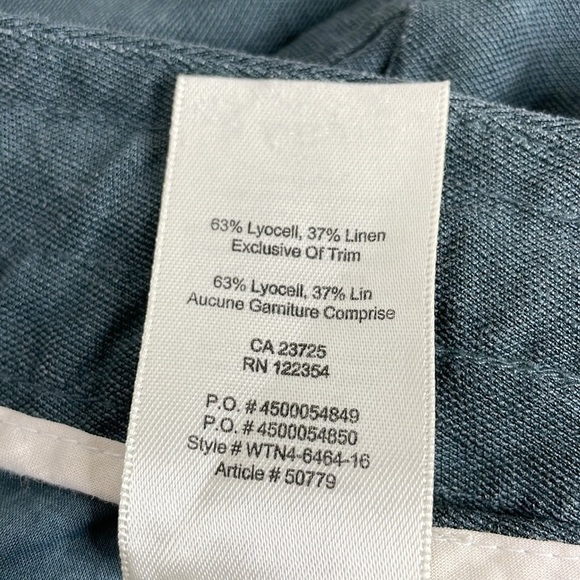 63% Lyocell, 37% Linen
Exclusive Of Trim
63% Lyocell, 37% Lin
Aucune Garniture Comprise
CA 23725
RN 122354
P.O. # 4500054849
P.O. # 4500054850
Style # WTN4-6464-16
Article # 50779